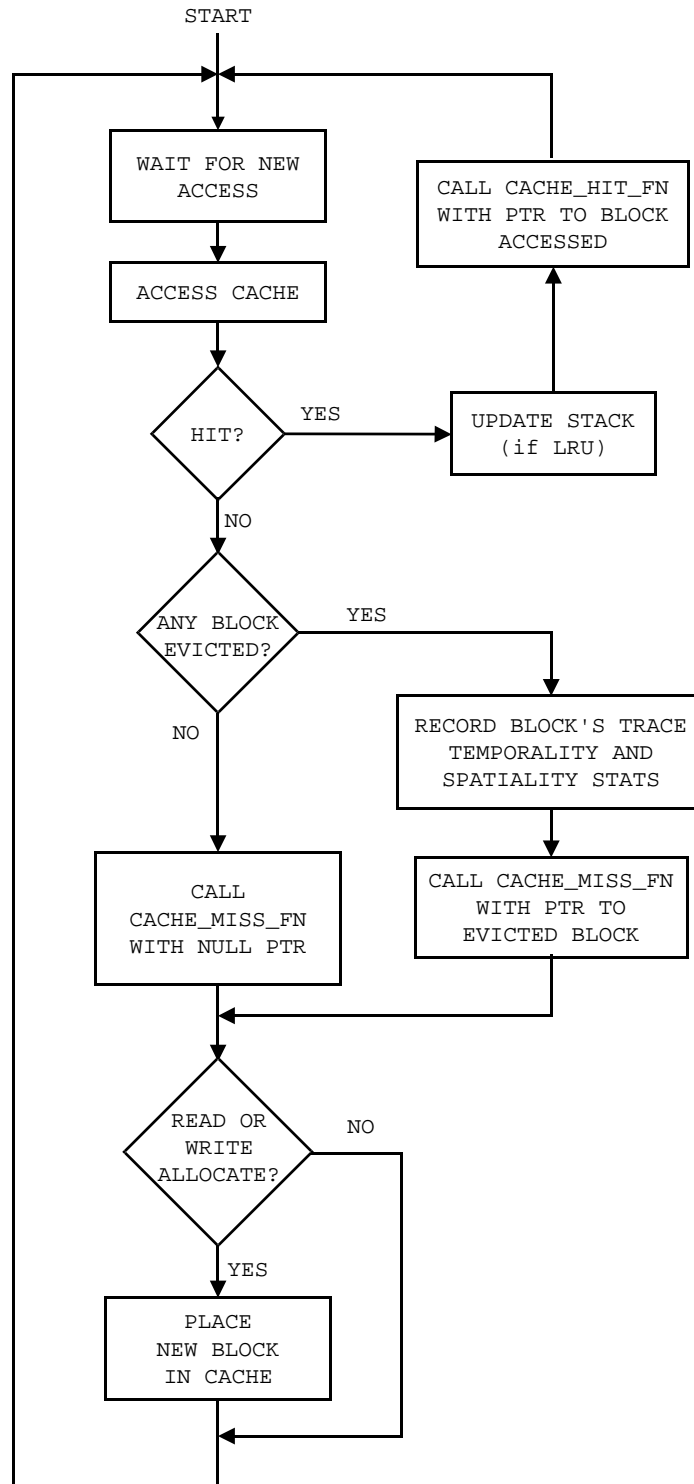 START
WAIT FOR NEW
ACCESS
CALL CACHE_HIT_FN
WITH PTR TO BLOCK
ACCESSED
ACCESS CACHE
HIT?
YES
UPDATE STACK
(if LRU)
NO
ANY BLOCK
EVICTED?
YES
NO
RECORD BLOCK'S TRACE
TEMPORALITY AND
SPATIALITY STATS
CALL
CACHE_MISS_FN
WITH NULL PTR
CALL CACHE_MISS_FN
WITH PTR TO
EVICTED BLOCK
READ OR
WRITE
ALLOCATE?
NO
YES
PLACE
NEW BLOCK
IN CACHE